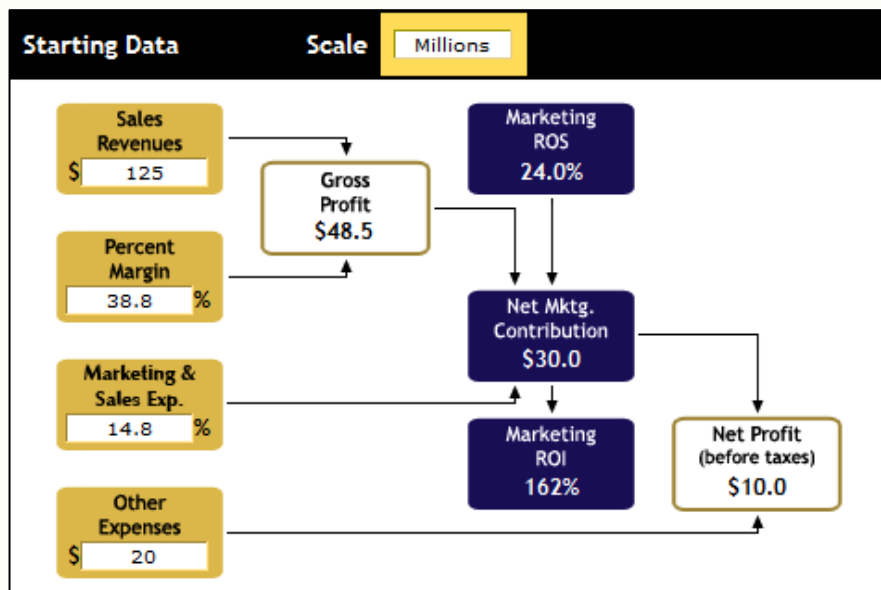 Starting Data
Scale
Millions
Sales
Revenues
$ 125
Percent
Margin
38.8 %
Marketing &
Sales Exp.
14.8 %
Other
Expenses
$ 20
Gross
Profit
$48.5
Marketing
ROS
24.0%
Net Mktg.
Contribution
$30.0
Marketing
ROI
162%
Net Profit
(before taxes)
$10.0